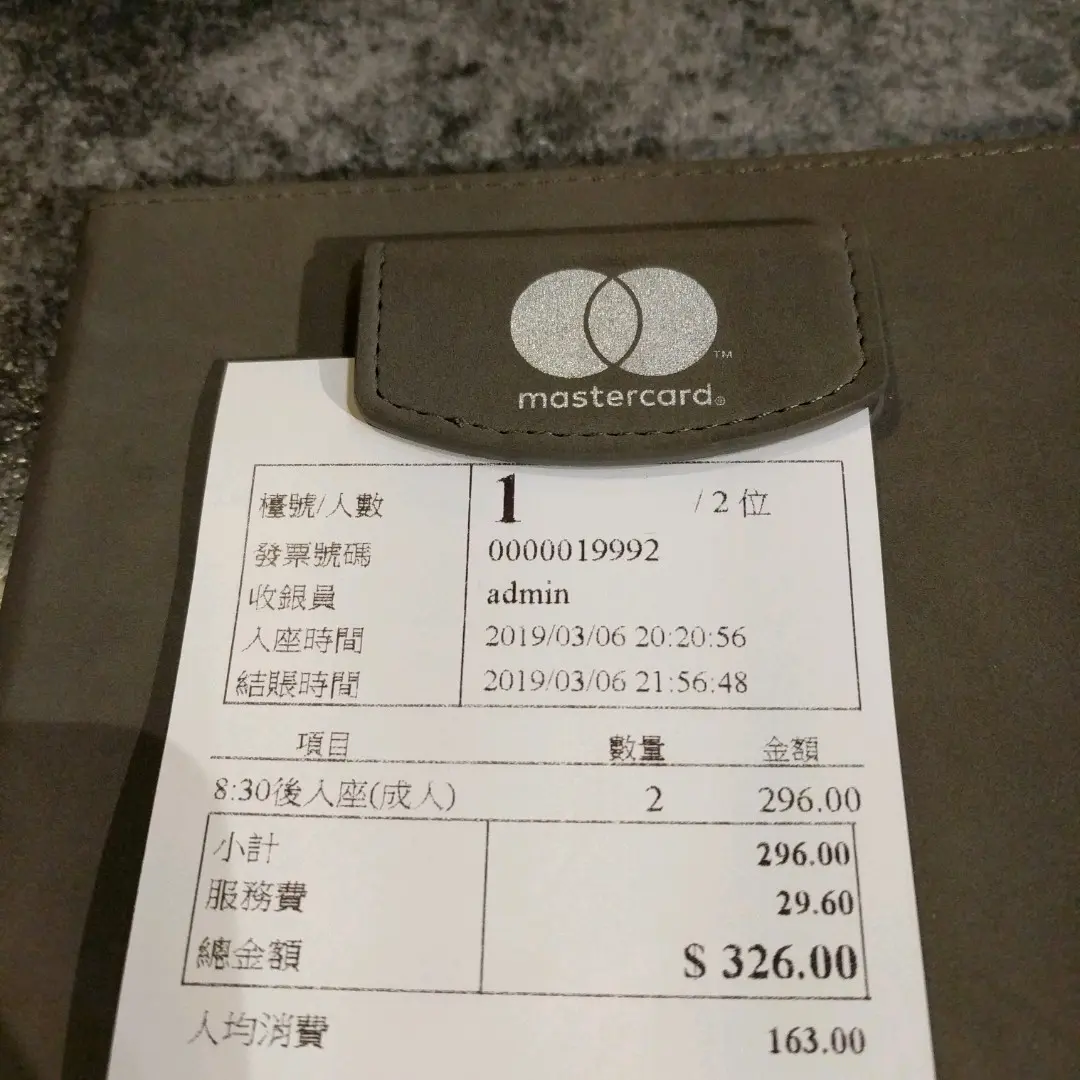 mastercard®
™
檯號/人數 1 / 2 位
發票號碼 0000019992
收銀員 admin
入座時間 2019/03/06 20:20:56
結賬時間 2019/03/06 21:56:48
項目 數量 金額
8:30後入座(成人) 2 296.00
小計 296.00
服務費 29.60
總金額 $ 326.00
人均消費 163.00